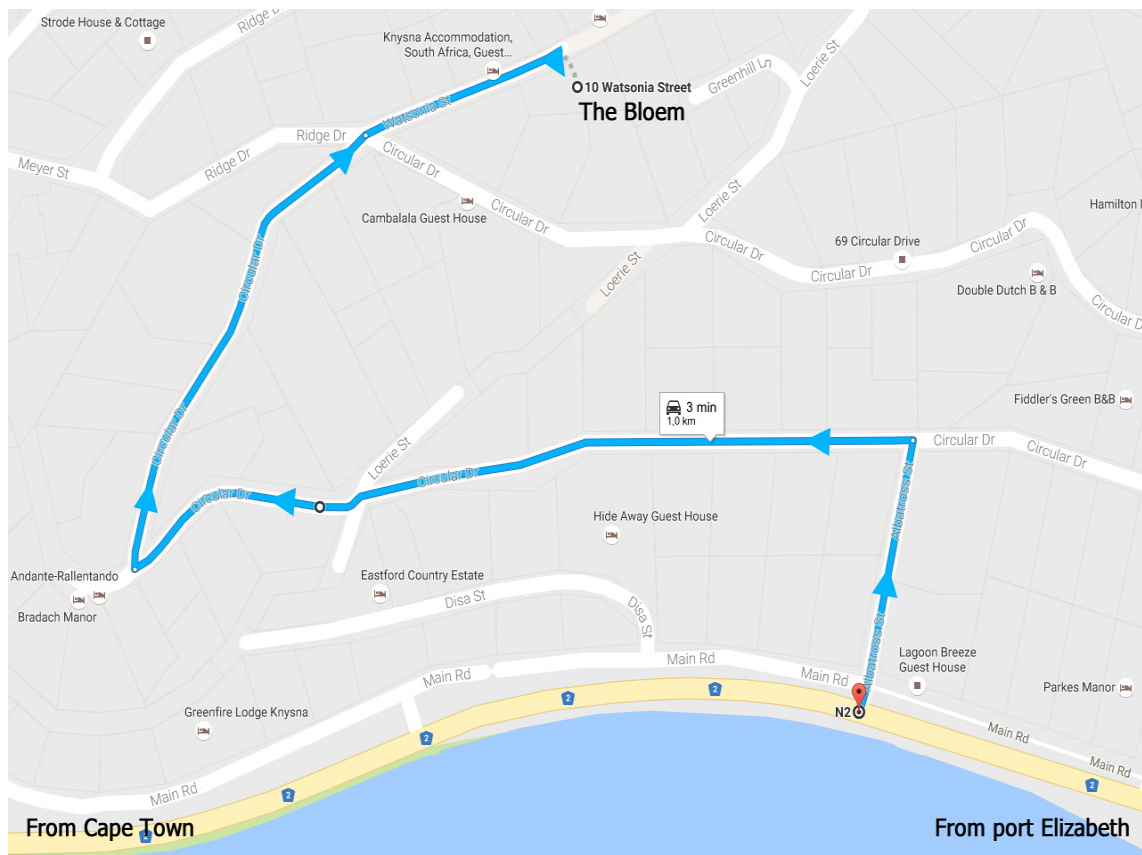 Strode House & Cottage
Ridge Dr
Knysna Accommodation,
South Africa, Guest...
Loerie St
Greenhill Ln
10 Watsonia Street
The Bloem
Watsonia St
Ridge Dr
Meyer St
Ridge Dr
Circular Dr
Loerie St
Cambalala Guest House
Circular Dr
Hamilton
Circular Dr
69 Circular Drive
Circular Dr
Circular Dr
Double Dutch B & B
Circular D
Circular Dr
Loerie St
3 min
1,0 km
Fiddler's Green B&B
Circular Dr
Circular Dr
Circular Dr
Loerie St
Circular Dr
Circular Dr
Albatross St
Hide Away Guest House
Andante-Rallentando
Bradach Manor
Eastford Country Estate
Disa St
Disa St
Albatross St
Lagoon Breeze
Guest House
Main Rd
Main Rd
Main Rd
Parkes Manor
2
2
N2
Greenfire Lodge Knysna
Main Rd
2
Main Rd
2
2
Main Rd
From Cape Town
2
From port Elizabeth